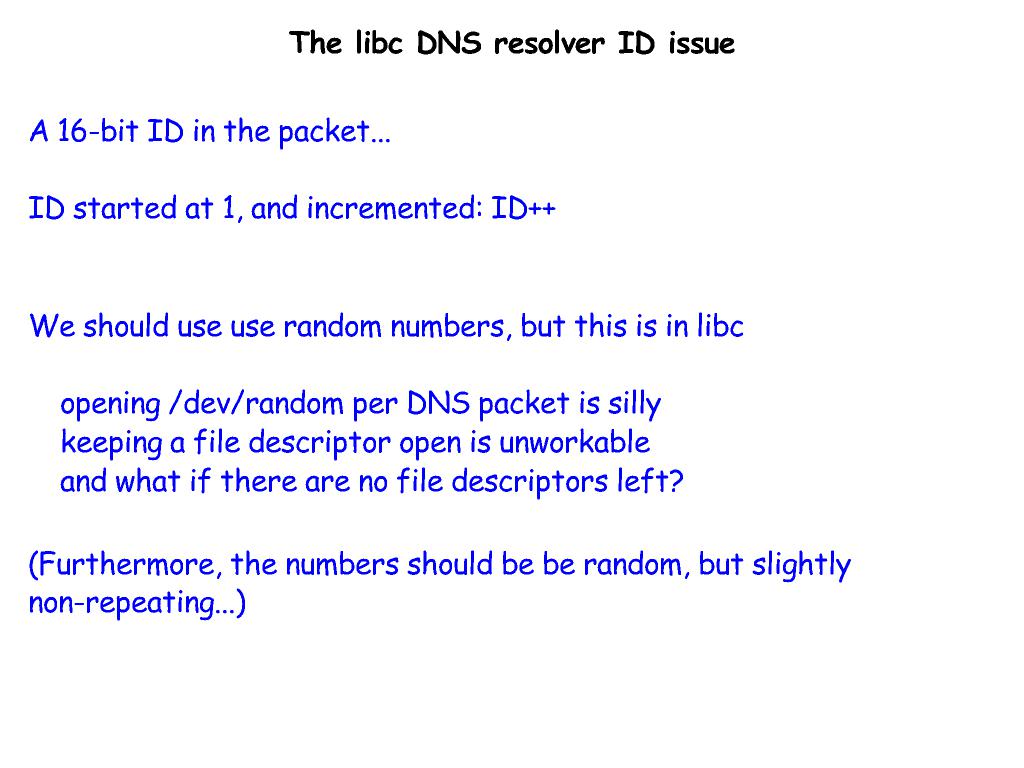 The libc DNS resolver ID issue
A 16-bit ID in the packet...
ID started at 1, and incremented: ID++
We should use use random numbers, but this is in libc
opening /dev/random per DNS packet is silly
keeping a file descriptor open is unworkable
and what if there are no file descriptors left?
(Furthermore, the numbers should be be random, but slightly
non-repeating...)